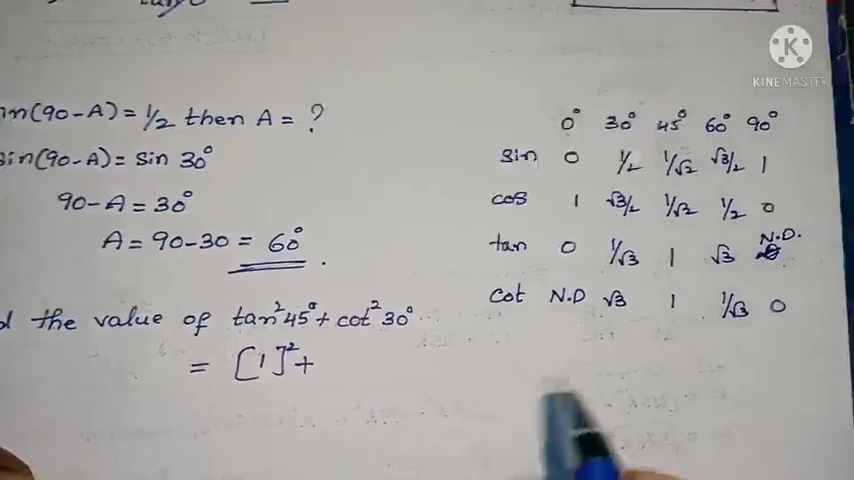 K
KINEMASTER
in(90-A) = 1/2 then A = ?
sin(90-A) = sin 30°
90-A = 30°
A = 90-30 = 60°.
0° 30° 45° 60° 90°
sin 0 1/2 1/√2 √3/2 1
cos 1 √3/2 1/√2 1/2 0
tan 0 1/√3 1 √3 N.D.
cot N.D √3 1 1/√3 0
d the value of tan²45° + cot²30°
= [1]² +